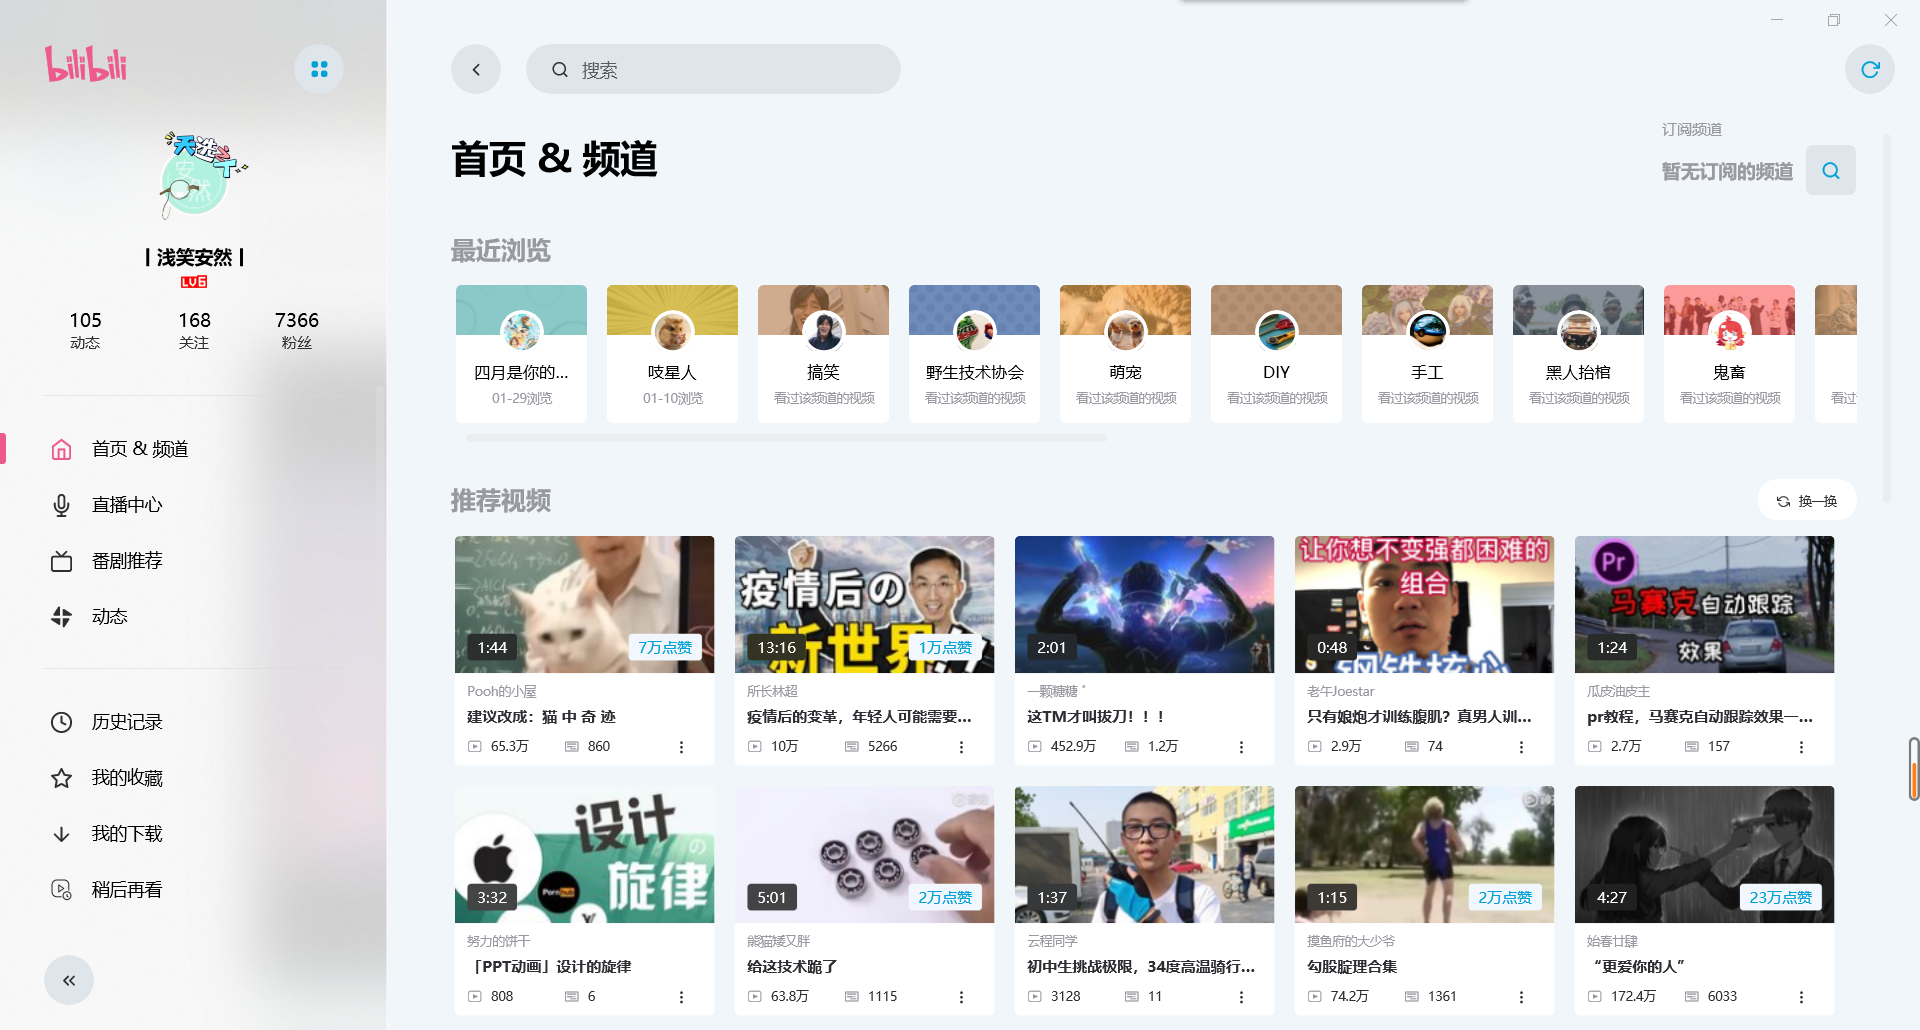 bilibili
搜索
天选之子
安然
丨浅笑安然丨
LV6
105
168
7366
动态
关注
粉丝
首页 & 频道
直播中心
番剧推荐
动态
历史记录
我的收藏
我的下载
稍后再看
首页 & 频道
订阅频道
暂无订阅的频道
最近浏览
四月是你的...
01-29浏览
吱星人
01-10浏览
搞笑
看过该频道的视频
野生技术协会
看过该频道的视频
萌宠
看过该频道的视频
DIY
看过该频道的视频
手工
看过该频道的视频
黑人抬棺
看过该频道的视频
鬼畜
看过该频道的视频
看过
推荐视频
换一换
1:44
7万点赞
Pooh的小屋
建议改成：猫 中 奇 迹
65.3万
860
疫情后の
新世界
13:16
1万点赞
所长林超
疫情后的变革，年轻人可能需要...
10万
5266
2:01
一颗糖糖゜
这TM才叫拔刀！！！
452.9万
1.2万
让你想不变强都困难的
组合
钢铁核心
0:48
老午Joestar
只有娘炮才训练腹肌？真男人训...
2.9万
74
Pr
马赛克自动跟踪
效果
1:24
瓜皮油皮主
pr教程，马赛克自动跟踪效果一...
2.7万
157
设计
の
旋律
Porn hub
3:32
努力的饼干
「PPT动画」设计的旋律
808
6
5:01
2万点赞
能猫矮又胖
给这技术跪了
63.8万
1115
1:37
云程同学
初中生挑战极限，34度高温骑行...
3128
11
1:15
2万点赞
摸鱼府的大少爷
勾股腚理合集
74.2万
1361
4:27
23万点赞
始春廿肆
“更爱你的人”
172.4万
6033